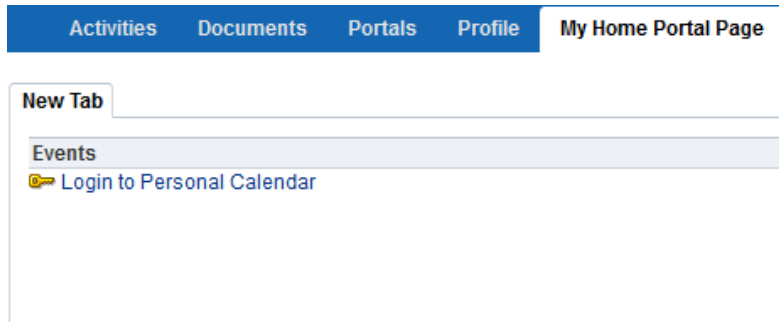 Activities Documents Portals Profile My Home Portal Page
New Tab
Events
Login to Personal Calendar